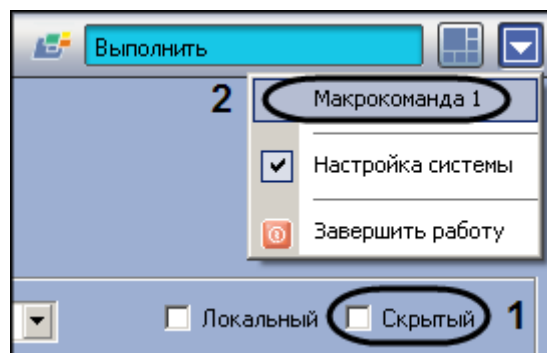 Выполнить
2 Макрокоманда 1
Настройка системы
Завершить работу
Локальный Скрытый 1